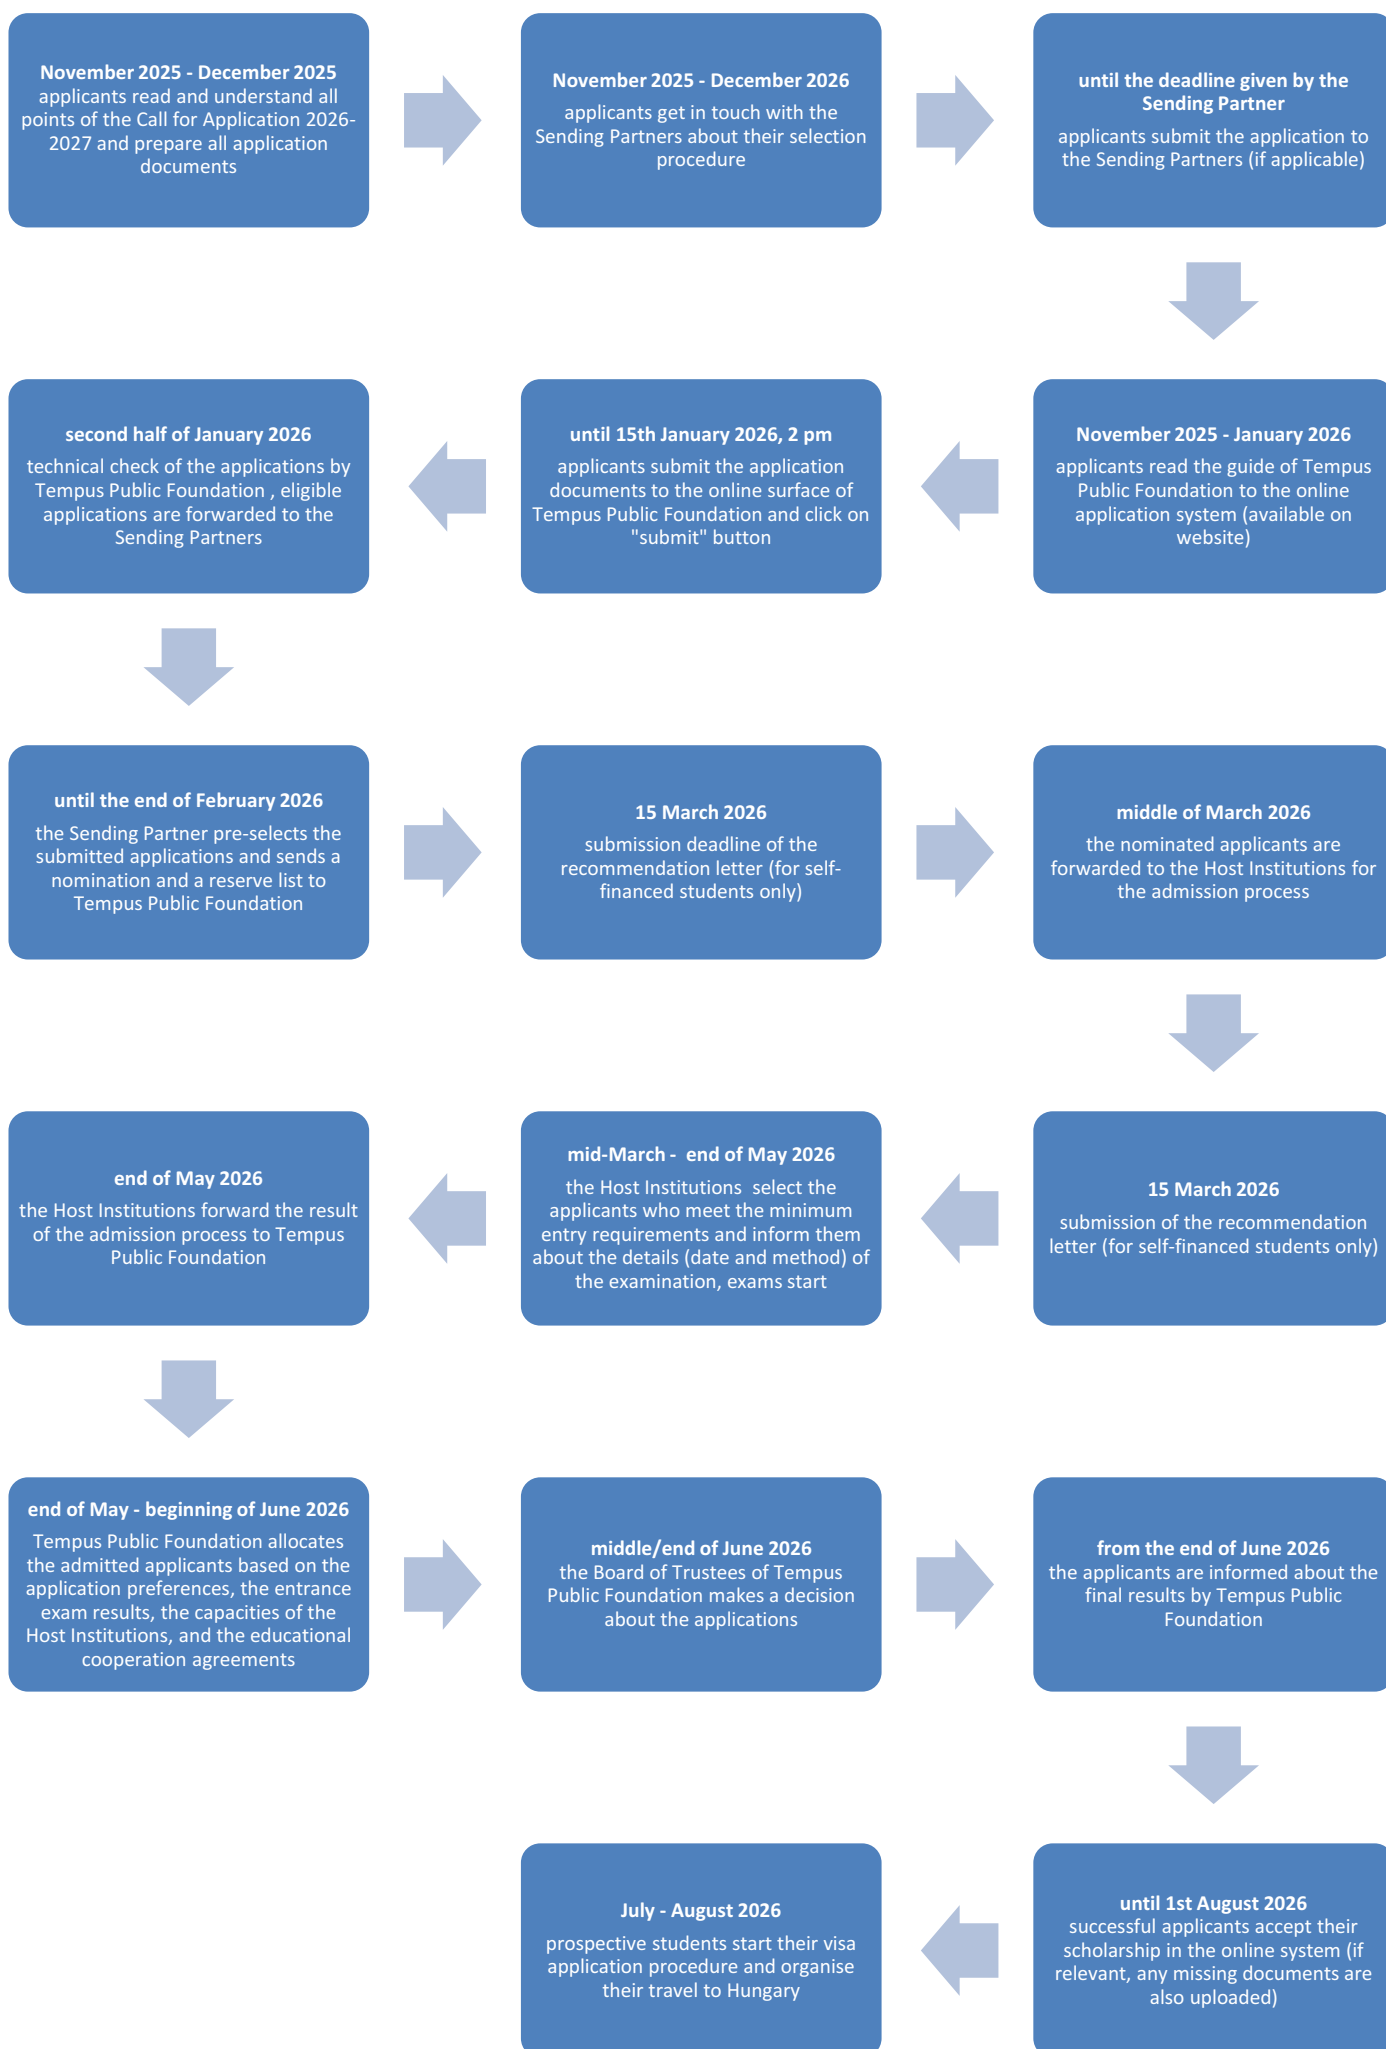 November 2025 - December 2025
applicants read and understand all
points of the Call for Application 2026-
2027 and prepare all application
documents
November 2025 - December 2026
applicants get in touch with the
Sending Partners about their selection
procedure
until the deadline given by the
Sending Partner
applicants submit the application to
the Sending Partners (if applicable)
November 2025 - January 2026
applicants read the guide of Tempus
Public Foundation to the online
application system (available on
website)
until 15th January 2026, 2 pm
applicants submit the application
documents to the online surface of
Tempus Public Foundation and click on
"submit" button
second half of January 2026
technical check of the applications by
Tempus Public Foundation , eligible
applications are forwarded to the
Sending Partners
until the end of February 2026
the Sending Partner pre-selects the
submitted applications and sends a
nomination and a reserve list to
Tempus Public Foundation
15 March 2026
submission deadline of the
recommendation letter (for self-
financed students only)
middle of March 2026
the nominated applicants are
forwarded to the Host Institutions for
the admission process
15 March 2026
submission of the recommendation
letter (for self-financed students only)
mid-March -  end of May 2026
the Host Institutions  select the
applicants who meet the minimum
entry requirements and inform them
about the details (date and method) of
the examination, exams start
end of May 2026
the Host Institutions forward the result
of the admission process to Tempus
Public Foundation
end of May - beginning of June 2026
Tempus Public Foundation allocates
the admitted applicants based on the
application preferences, the entrance
exam results, the capacities of the
Host Institutions, and the educational
cooperation agreements
middle/end of June 2026
the Board of Trustees of Tempus
Public Foundation makes a decision
about the applications
from the end of June 2026
the applicants are informed about the
final results by Tempus Public
Foundation
until 1st August 2026
successful applicants accept their
scholarship in the online system (if
relevant, any missing documents are
also uploaded)
July - August 2026
prospective students start their visa
application procedure and organise
their travel to Hungary